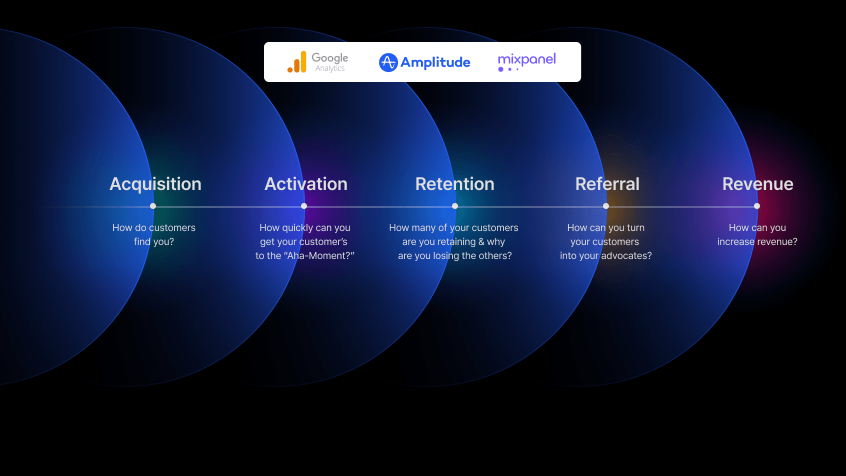 Google
Analytics
Amplitude
mixpanel
Acquisition
How do customers
find you?
Activation
How quickly can you
get your customer's
to the “Aha-Moment?”
Retention
How many of your customers
are you retaining & why
are you losing the others?
Referral
How can you turn
your customers
into your advocates?
Revenue
How can you
increase revenue?